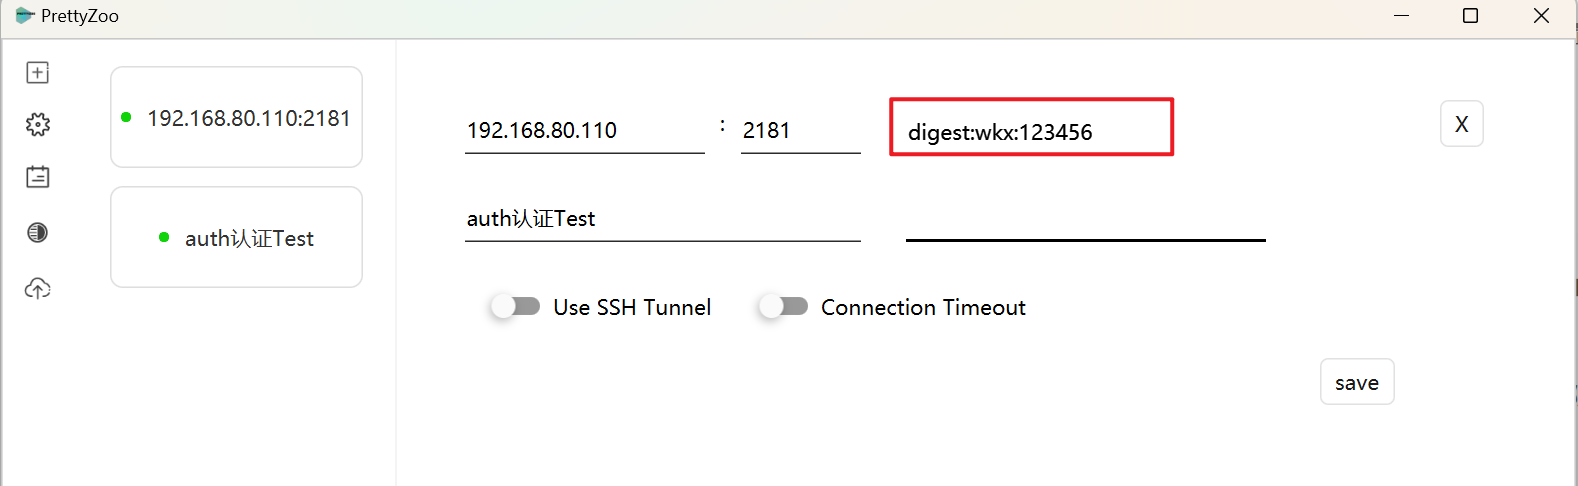 PrettyZoo
192.168.80.110:2181
auth认证Test
192.168.80.110 : 2181 digest:wkx:123456 X
auth认证Test
Use SSH Tunnel Connection Timeout
save